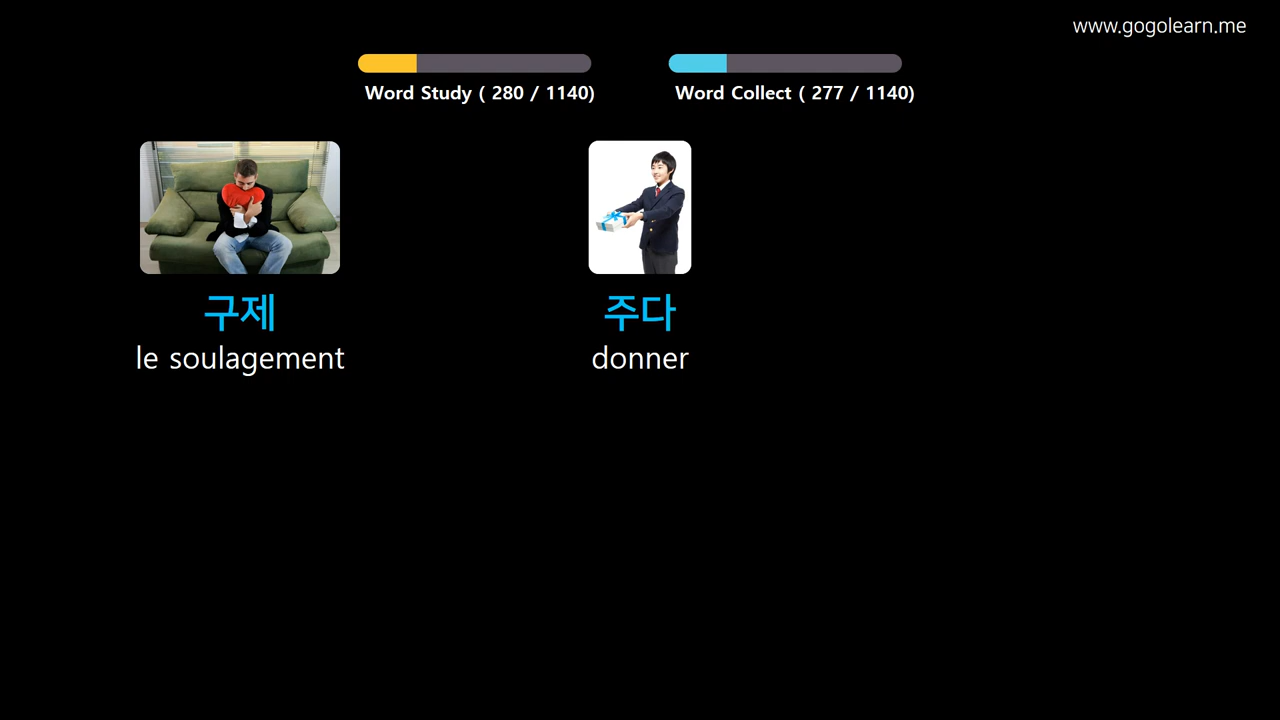 www.gogolearn.me
Word Study ( 280 / 1140)
Word Collect ( 277 / 1140)
구제
le soulagement
주다
donner